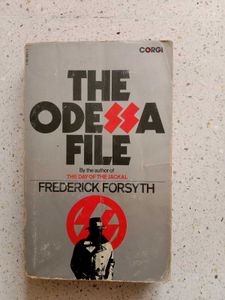 CORGI
THE
ODESSA
FILE
By the author of
THE DAY OF THE JACKAL
FREDERICK FORSYTH